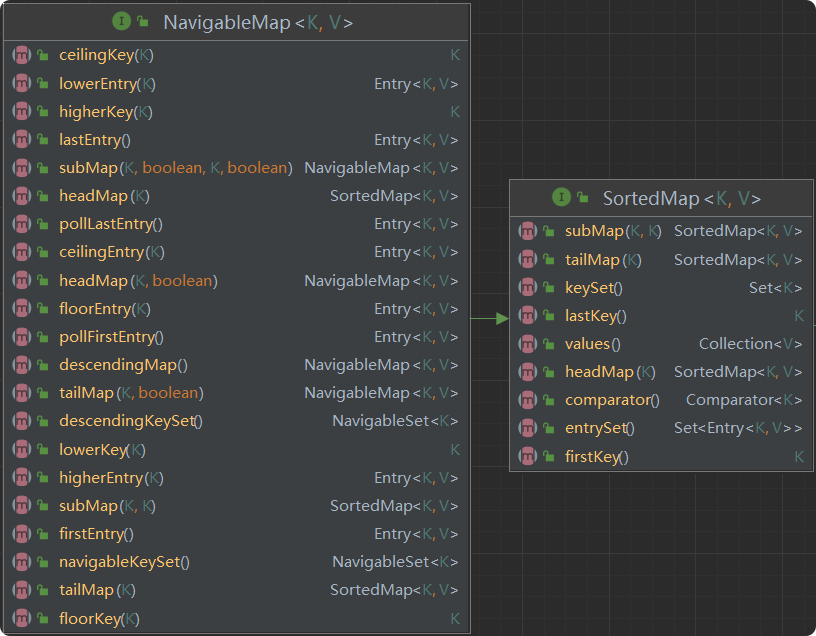 I NavigableMap<K, V>
m ceilingKey(K) K
m lowerEntry(K) Entry<K, V>
m higherKey(K) K
m lastEntry() Entry<K, V>
m subMap(K, boolean, K, boolean) NavigableMap<K, V>
m headMap(K) SortedMap<K, V>
m pollLastEntry() Entry<K, V>
m ceilingEntry(K) Entry<K, V>
m headMap(K, boolean) NavigableMap<K, V>
m floorEntry(K) Entry<K, V>
m pollFirstEntry() Entry<K, V>
m descendingMap() NavigableMap<K, V>
m tailMap(K, boolean) NavigableMap<K, V>
m descendingKeySet() NavigableSet<K>
m lowerKey(K) K
m higherEntry(K) Entry<K, V>
m subMap(K, K) SortedMap<K, V>
m firstEntry() Entry<K, V>
m navigableKeySet() NavigableSet<K>
m tailMap(K) SortedMap<K, V>
m floorKey(K) K
I SortedMap<K, V>
m subMap(K, K) SortedMap<K, V>
m tailMap(K) SortedMap<K, V>
m keySet() Set<K>
m lastKey() K
m values() Collection<V>
m headMap(K) SortedMap<K, V>
m comparator() Comparator<K>
m entrySet() Set<Entry<K, V>>
m firstKey() K